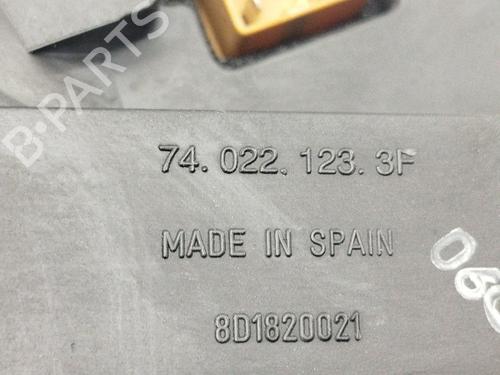 B-PARTS
74. 022. 123. 3F
MADE IN SPAIN
8D1820021